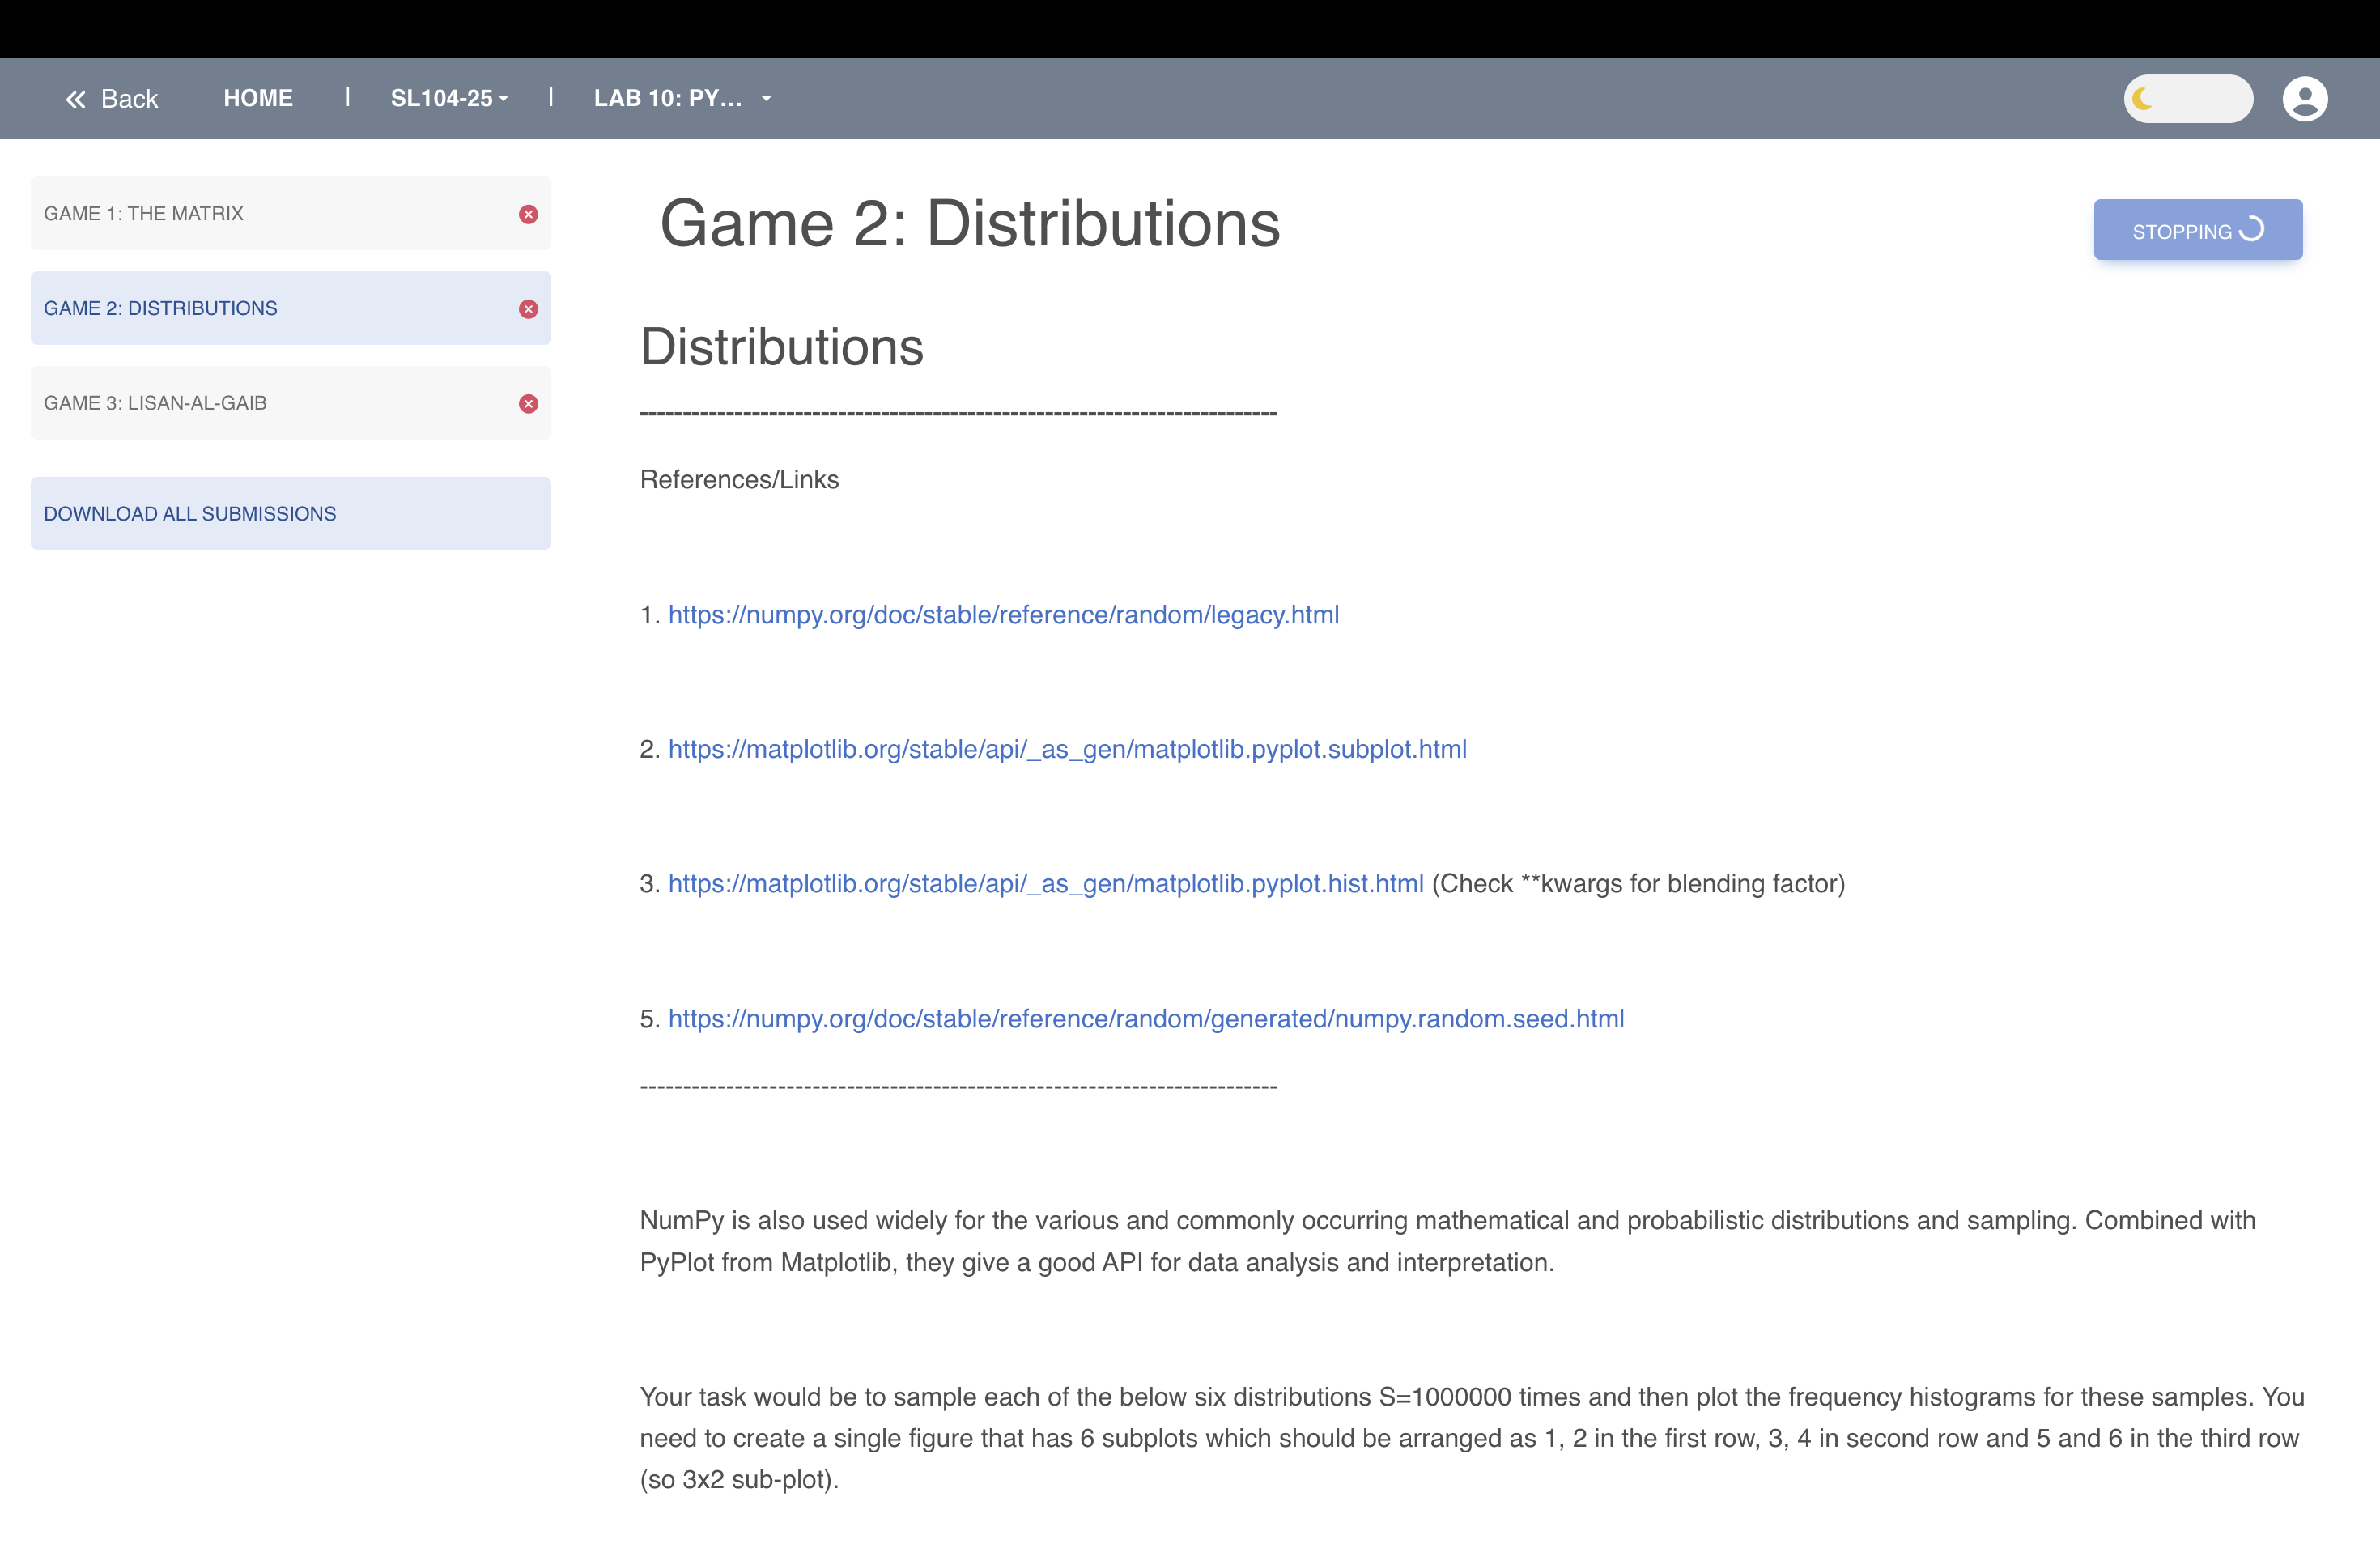 Back HOME | SL104-25 | LAB 10: PY...
GAME 1: THE MATRIX
GAME 2: DISTRIBUTIONS
GAME 3: LISAN-AL-GAIB
DOWNLOAD ALL SUBMISSIONS
Game 2: Distributions
STOPPING
Distributions
--------------------------------------------------------------------------
References/Links
1. https://numpy.org/doc/stable/reference/random/legacy.html
2. https://matplotlib.org/stable/api/_as_gen/matplotlib.pyplot.subplot.html
3. https://matplotlib.org/stable/api/_as_gen/matplotlib.pyplot.hist.html (Check **kwargs for blending factor)
5. https://numpy.org/doc/stable/reference/random/generated/numpy.random.seed.html
--------------------------------------------------------------------------
NumPy is also used widely for the various and commonly occurring mathematical and probabilistic distributions and sampling. Combined with
PyPlot from Matplotlib, they give a good API for data analysis and interpretation.
Your task would be to sample each of the below six distributions S=1000000 times and then plot the frequency histograms for these samples. You
need to create a single figure that has 6 subplots which should be arranged as 1, 2 in the first row, 3, 4 in second row and 5 and 6 in the third row
(so 3x2 sub-plot).